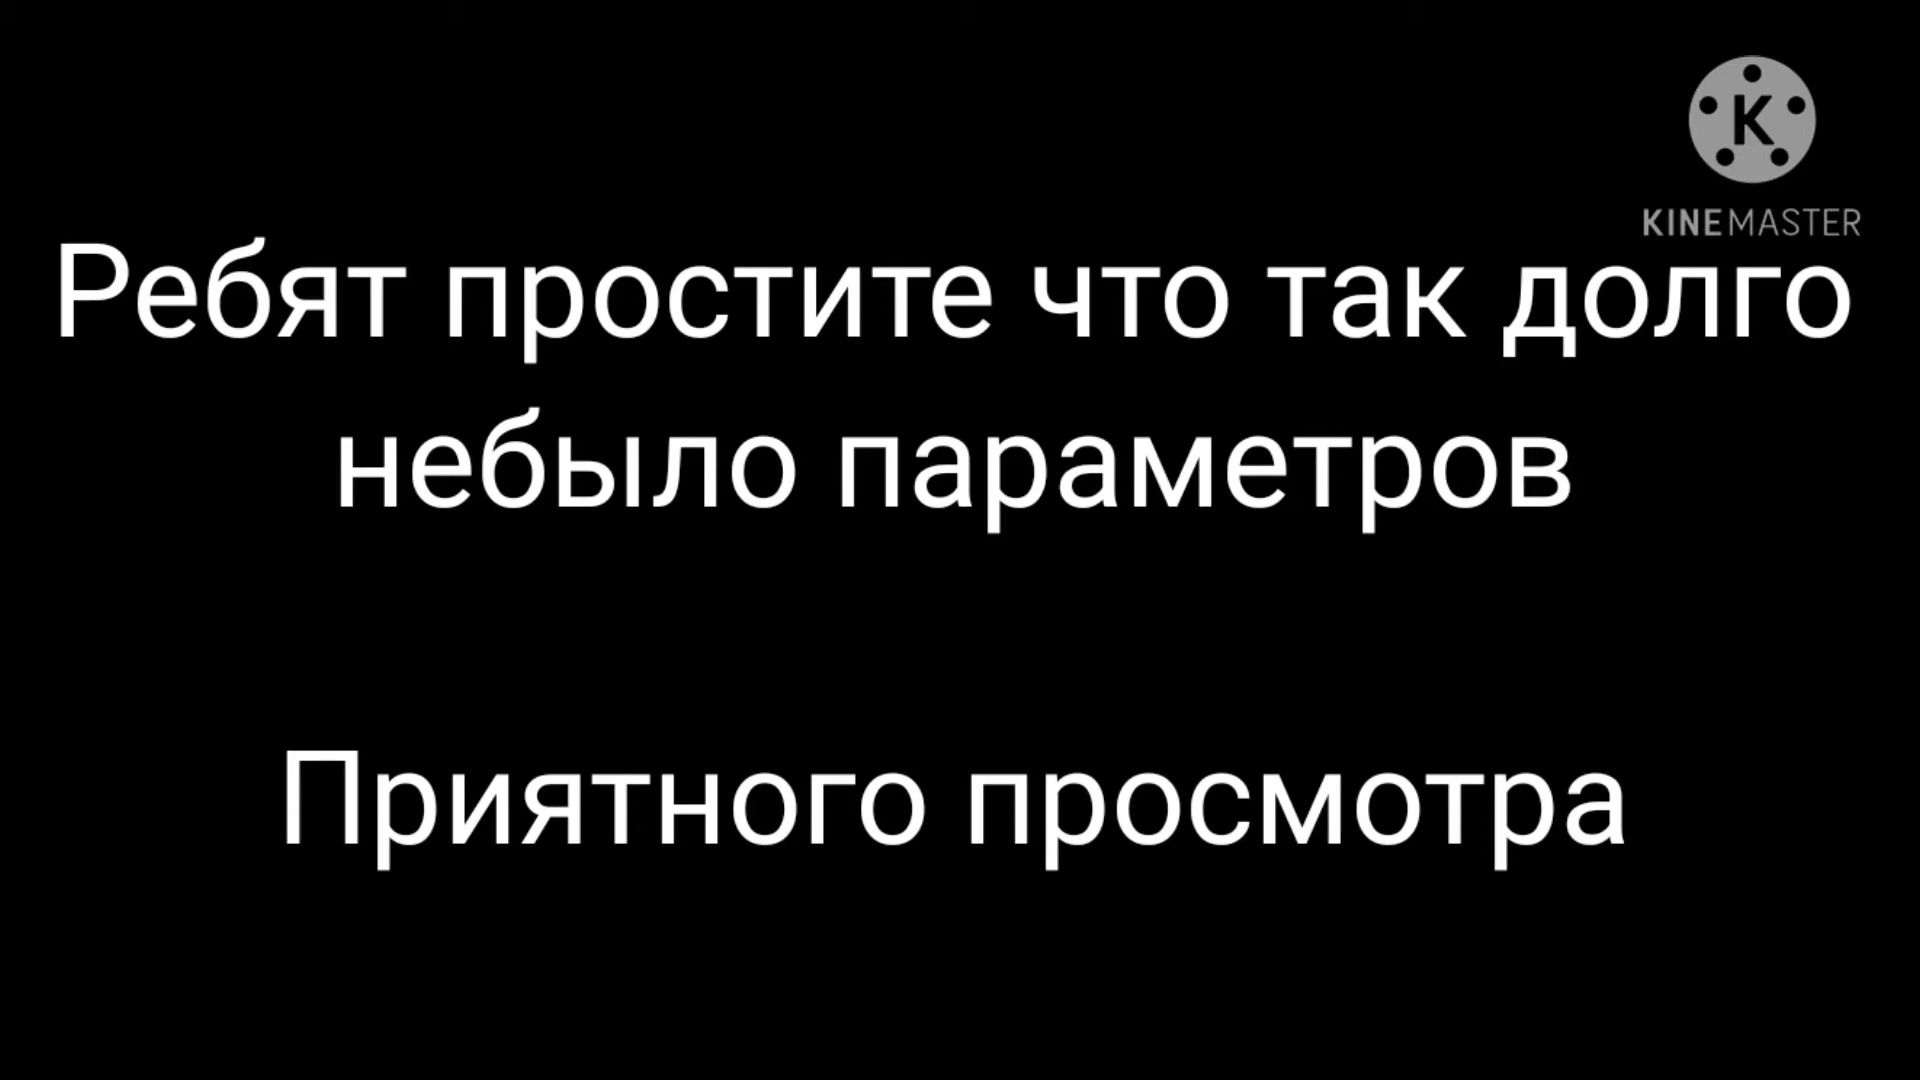 K
KINEMASTER
Ребят простите что так долго
небыло параметров
Приятного просмотра